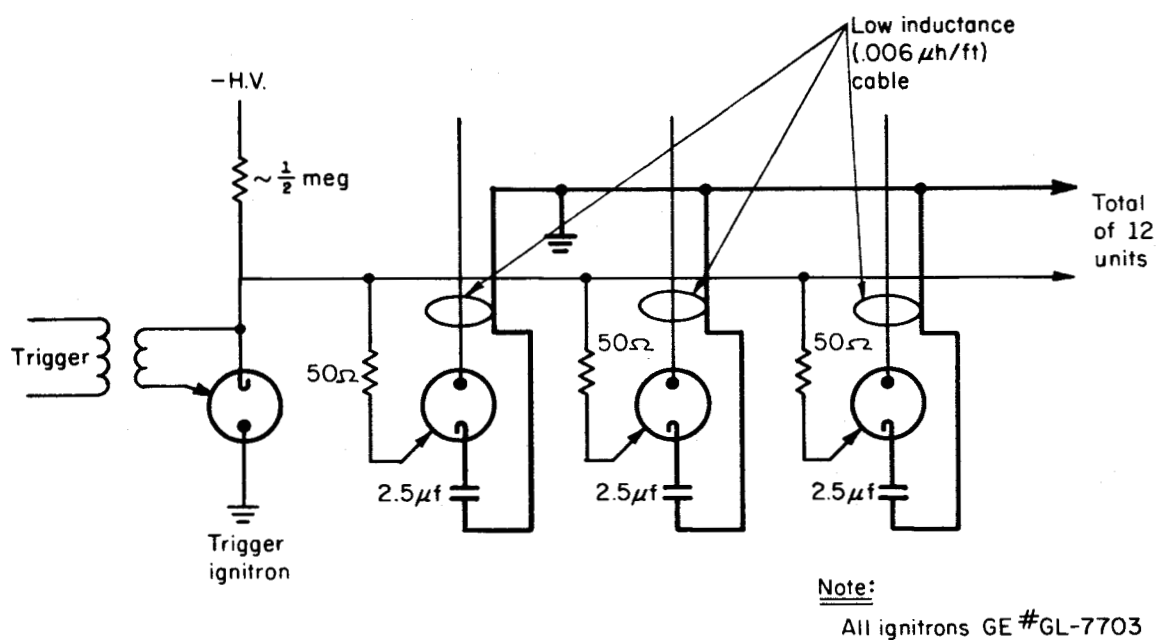 Low inductance
(.006 μh/ft)
cable
−H.V.
~ 1/2 meg
Total
of 12
units
Trigger
50Ω
50Ω
50Ω
2.5μf
2.5μf
2.5μf
Trigger
ignitron
Note:
All ignitrons GE #GL-7703